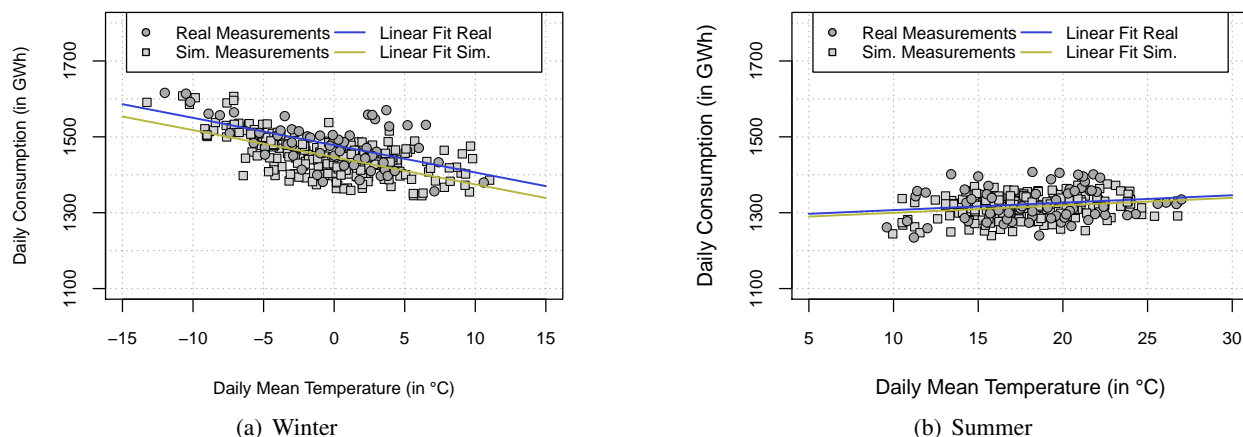 Real Measurements
Linear Fit Real
Sim. Measurements
Linear Fit Sim.
Daily Consumption (in GWh)
1700
1500
1300
1100
−15 −10 −5 0 5 10 15
Daily Mean Temperature (in °C)
(a) Winter
Real Measurements
Linear Fit Real
Sim. Measurements
Linear Fit Sim.
Daily Consumption (in GWh)
1700
1500
1300
1100
5 10 15 20 25 30
Daily Mean Temperature (in °C)
(b) Summer